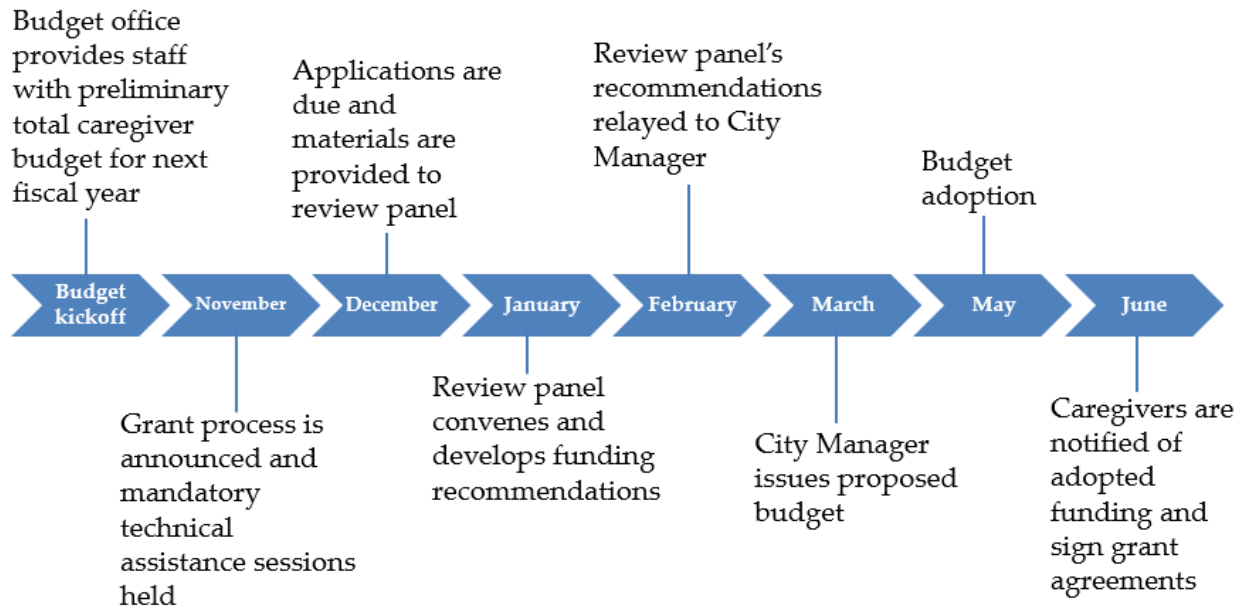 Budget office
provides staff
with preliminary
total caregiver
budget for next
fiscal year
Applications are
due and
materials are
provided to
review panel
Review panel’s
recommendations
relayed to City
Manager
Budget
adoption
Budget
kickoff
November
December
January
February
March
May
June
Grant process is
announced and
mandatory
technical
assistance sessions
held
Review panel
convenes and
develops funding
recommendations
City Manager
issues proposed
budget
Caregivers are
notified of
adopted
funding and
sign grant
agreements